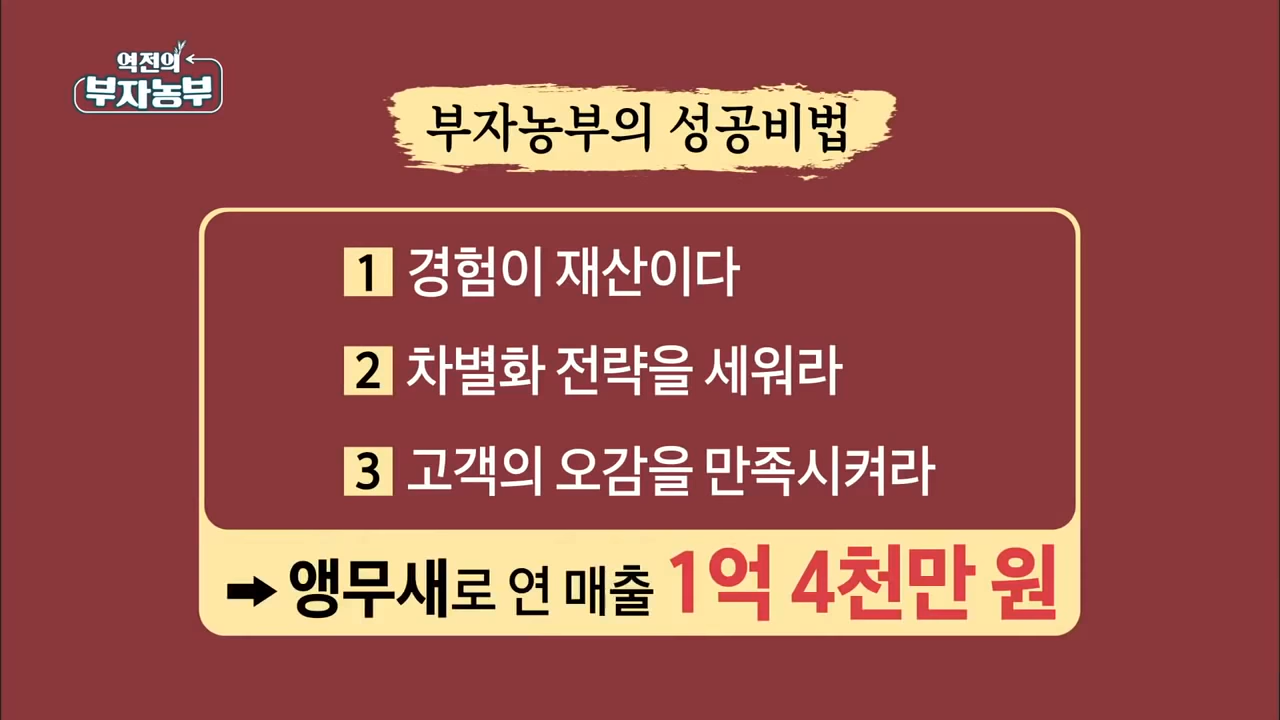 역전의
부자농부
부자농부의 성공비법
1 경험이 재산이다
2 차별화 전략을 세워라
3 고객의 오감을 만족시켜라
➡ 앵무새로 연 매출 1억 4천만 원